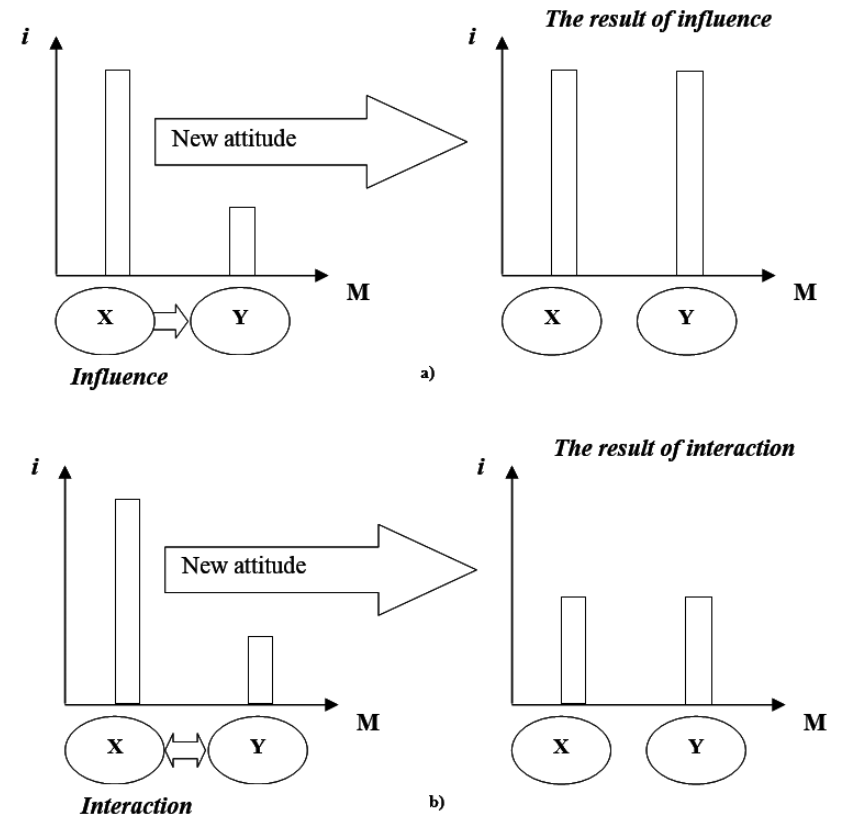 The result of influence
i
i
New attitude
M
M
X
Y
X
Y
Influence
a)
The result of interaction
i
i
New attitude
M
M
X
Y
X
Y
Interaction
b)